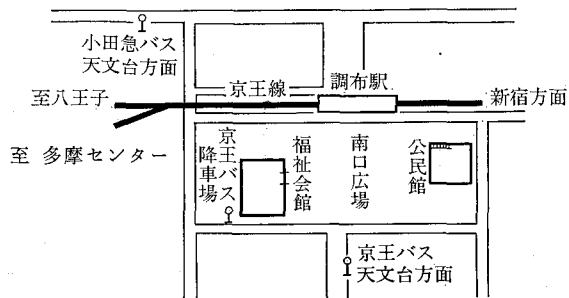 小田急バス
天文台方面
至八王子
京王線
調布駅
新宿方面
至 多摩センター
京王バス
降車場
福祉会館
南口広場
公民館
京王バス
天文台方面